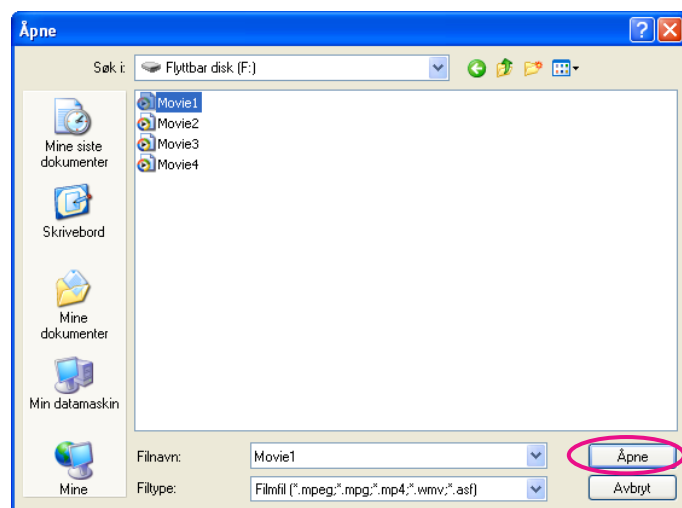 Åpne
Søk i: Flyttbar disk (F:)
Mine siste
dokumenter
Skrivebord
Mine
dokumenter
Min datamaskin
Mine
Movie1
Movie2
Movie3
Movie4
Filnavn: Movie1 Åpne
Filtype: Filmfil (*.mpeg;*.mpg;*.mp4;*.wmv;*.asf) Avbryt